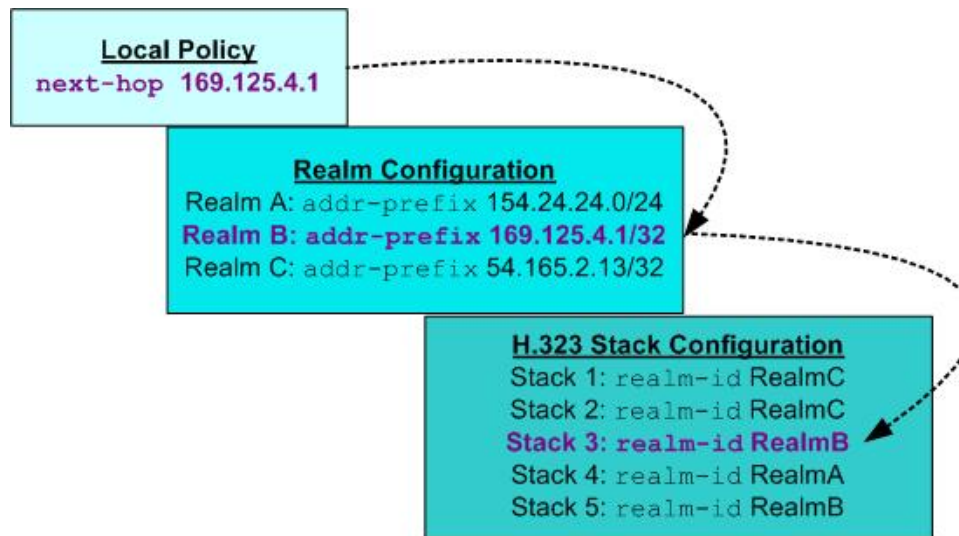 Local Policy
next-hop 169.125.4.1
Realm Configuration
Realm A: addr-prefix 154.24.24.0/24
Realm B: addr-prefix 169.125.4.1/32
Realm C: addr-prefix 54.165.2.13/32
H.323 Stack Configuration
Stack 1: realm-id RealmC
Stack 2: realm-id RealmC
Stack 3: realm-id RealmB
Stack 4: realm-id RealmA
Stack 5: realm-id RealmB